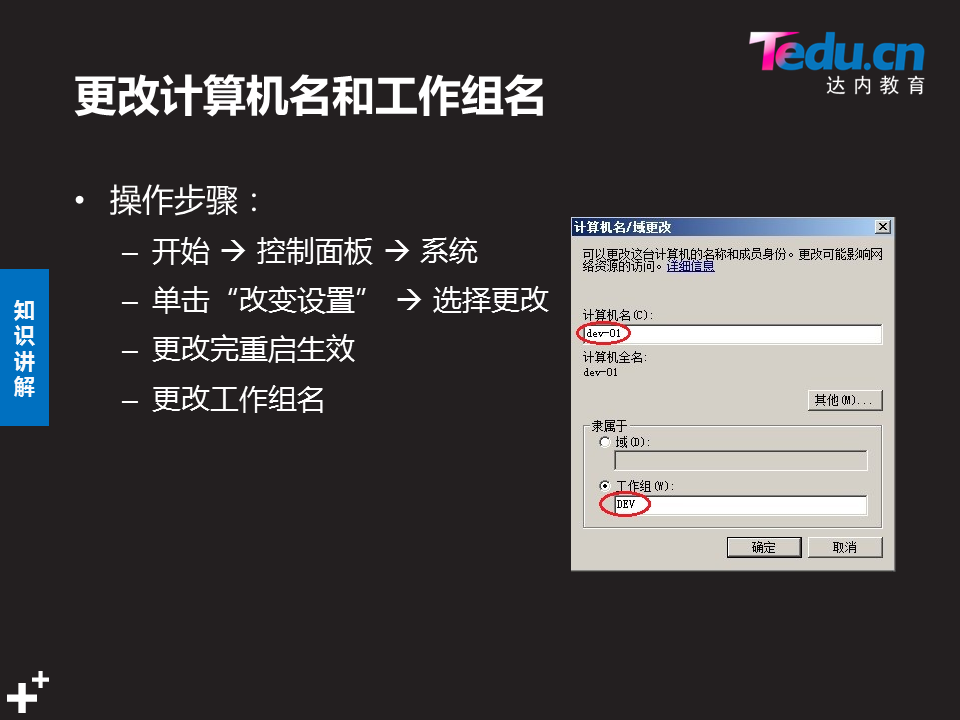 Tedu.cn
达内教育
更改计算机名和工作组名
• 操作步骤：
– 开始 → 控制面板 → 系统
– 单击“改变设置” → 选择更改
– 更改完重启生效
– 更改工作组名
知识讲解
计算机名/域更改
可以更改这台计算机的名称和成员身份。更改可能影响网
络资源的访问。详细信息
计算机名(C):
dev-01
计算机全名:
dev-01
其他(M)...
隶属于
域(D):
工作组(W):
DEV
确定
取消